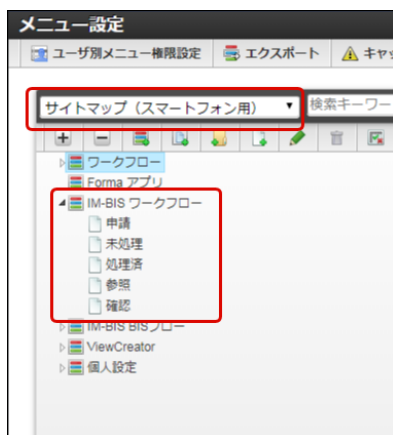 メニュー設定
ユーザ別メニュー権限設定 エクスポート キャッ
サイトマップ（スマートフォン用） 検索キーワー
ワークフロー
Forma アプリ
IM-BIS ワークフロー
申請
未処理
処理済
参照
確認
IM-BIS BISフロー
ViewCreator
個人設定